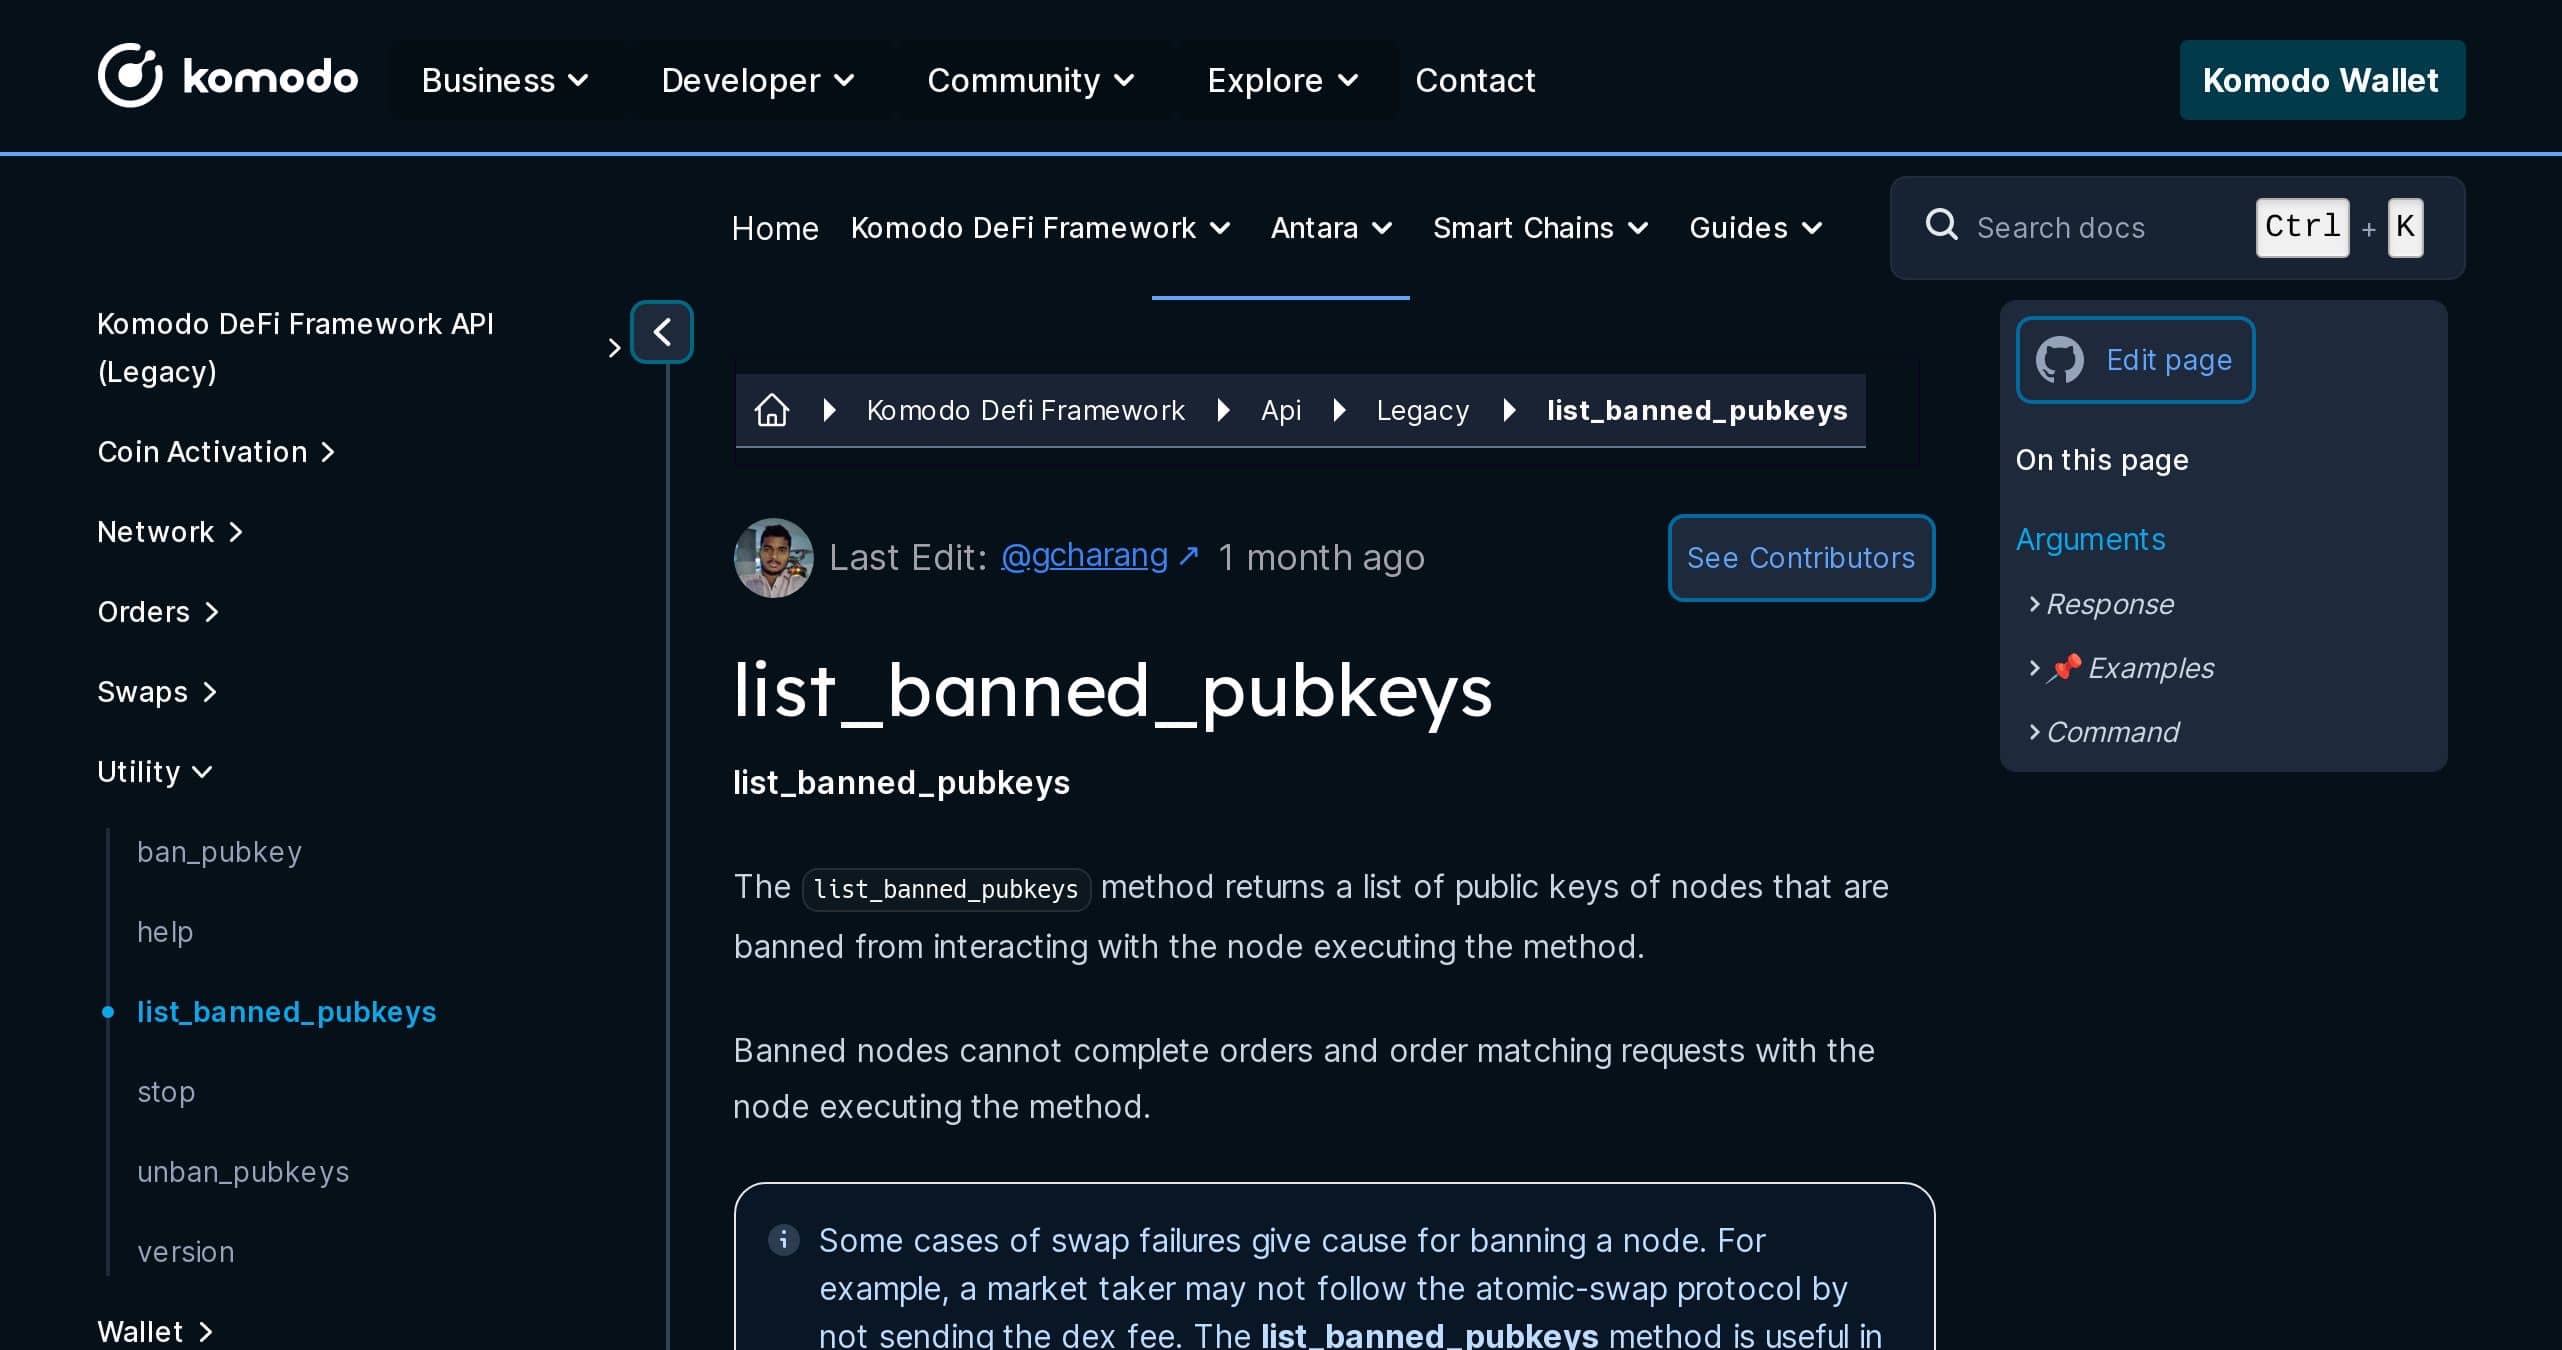 komodo
Business
Developer
Community
Explore
Contact
Komodo Wallet
Home
Komodo DeFi Framework
Antara
Smart Chains
Guides
Search docs
Ctrl + K
Komodo DeFi Framework API
(Legacy)
Coin Activation
Network
Orders
Swaps
Utility
ban_pubkey
help
list_banned_pubkeys
stop
unban_pubkeys
version
Wallet
Komodo Defi Framework
Api
Legacy
list_banned_pubkeys
Last Edit: @gcharang ↗ 1 month ago
See Contributors
list_banned_pubkeys
list_banned_pubkeys
The list_banned_pubkeys method returns a list of public keys of nodes that are
banned from interacting with the node executing the method.
Banned nodes cannot complete orders and order matching requests with the
node executing the method.
Some cases of swap failures give cause for banning a node. For
example, a market taker may not follow the atomic-swap protocol by
not sending the dex fee. The list_banned_pubkeys method is useful in
Edit page
On this page
Arguments
Response
📌 Examples
Command